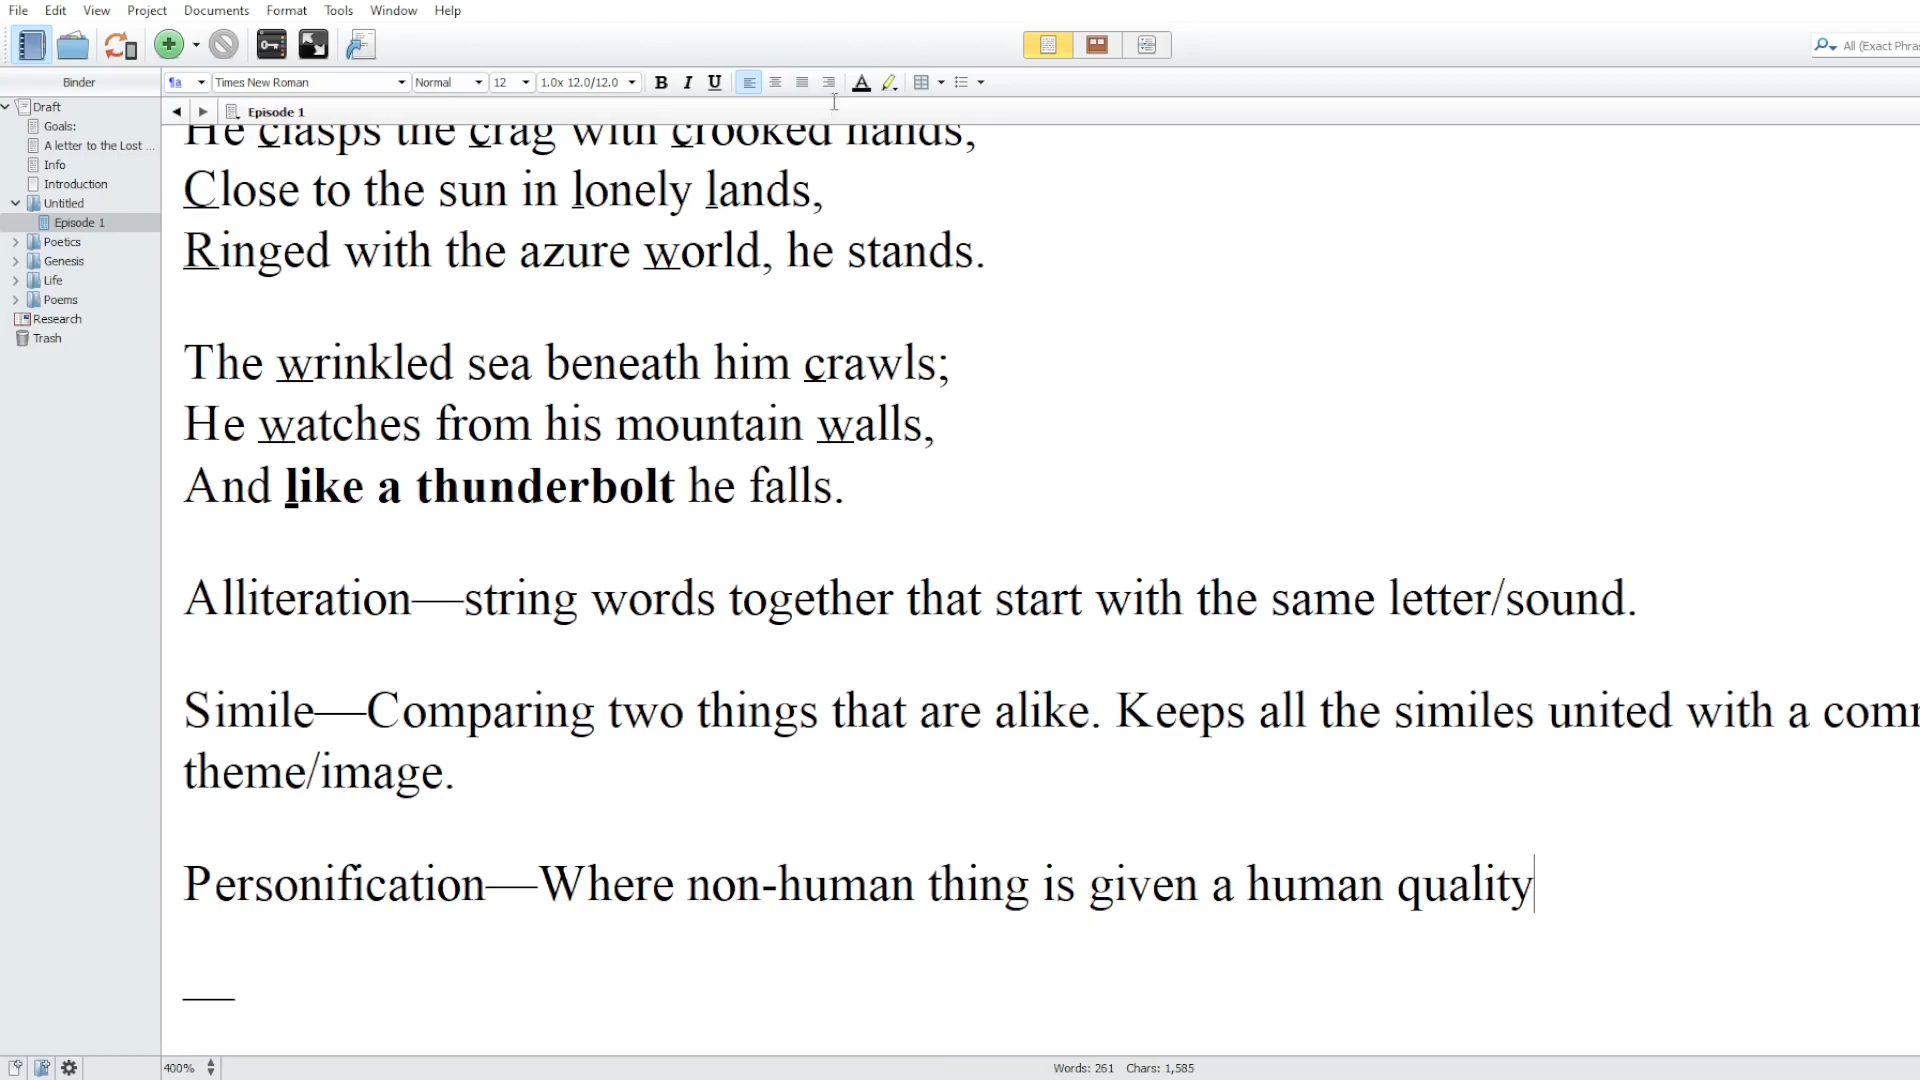 File Edit View Project Documents Format Tools Window Help
All (Exact Phra
Binder
Times New Roman Normal 12 1.0x 12.0/12.0 B I U A
Episode 1
Draft
Goals:
A letter to the Lost ...
Info
Introduction
Untitled
Episode 1
Poetics
Genesis
Life
Poems
Research
Trash
He clasps the crag with crooked hands,
Close to the sun in lonely lands,
Ringed with the azure world, he stands.
The wrinkled sea beneath him crawls;
He watches from his mountain walls,
And like a thunderbolt he falls.
Alliteration—string words together that start with the same letter/sound.
Simile—Comparing two things that are alike. Keeps all the similes united with a com
theme/image.
Personification—Where non-human thing is given a human quality
—
400% Words: 261 Chars: 1,585